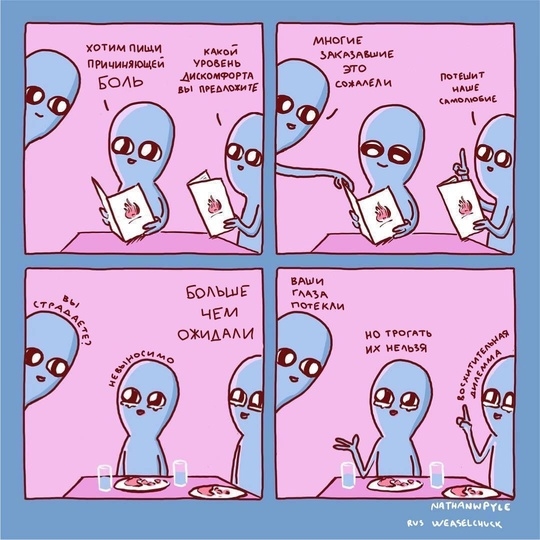 ХОТИМ ПИЩИ
ПРИЧИНЯЮЩЕЙ
БОЛЬ
КАКОЙ
УРОВЕНЬ
ДИСКОМФОРТА
ВЫ ПРЕДЛОЖИТЕ
МНОГИЕ
ЗАКАЗАВШИЕ
ЭТО
СОЖАЛЕЛИ
ПОТЕШИТ
НАШЕ
САМОЛЮБИЕ
ВЫ
СТРАДАЕТЕ?
НЕВЫНОСИМО
БОЛЬШЕ
ЧЕМ
ОЖИДАЛИ
ВАШИ
ГЛАЗА
ПОТЕКЛИ
НО ТРОГАТЬ
ИХ НЕЛЬЗЯ
ВОСХИТИТЕЛЬНАЯ
ДИЛЕММА
NATHANWPYLE
RUS WEASELCHUCK